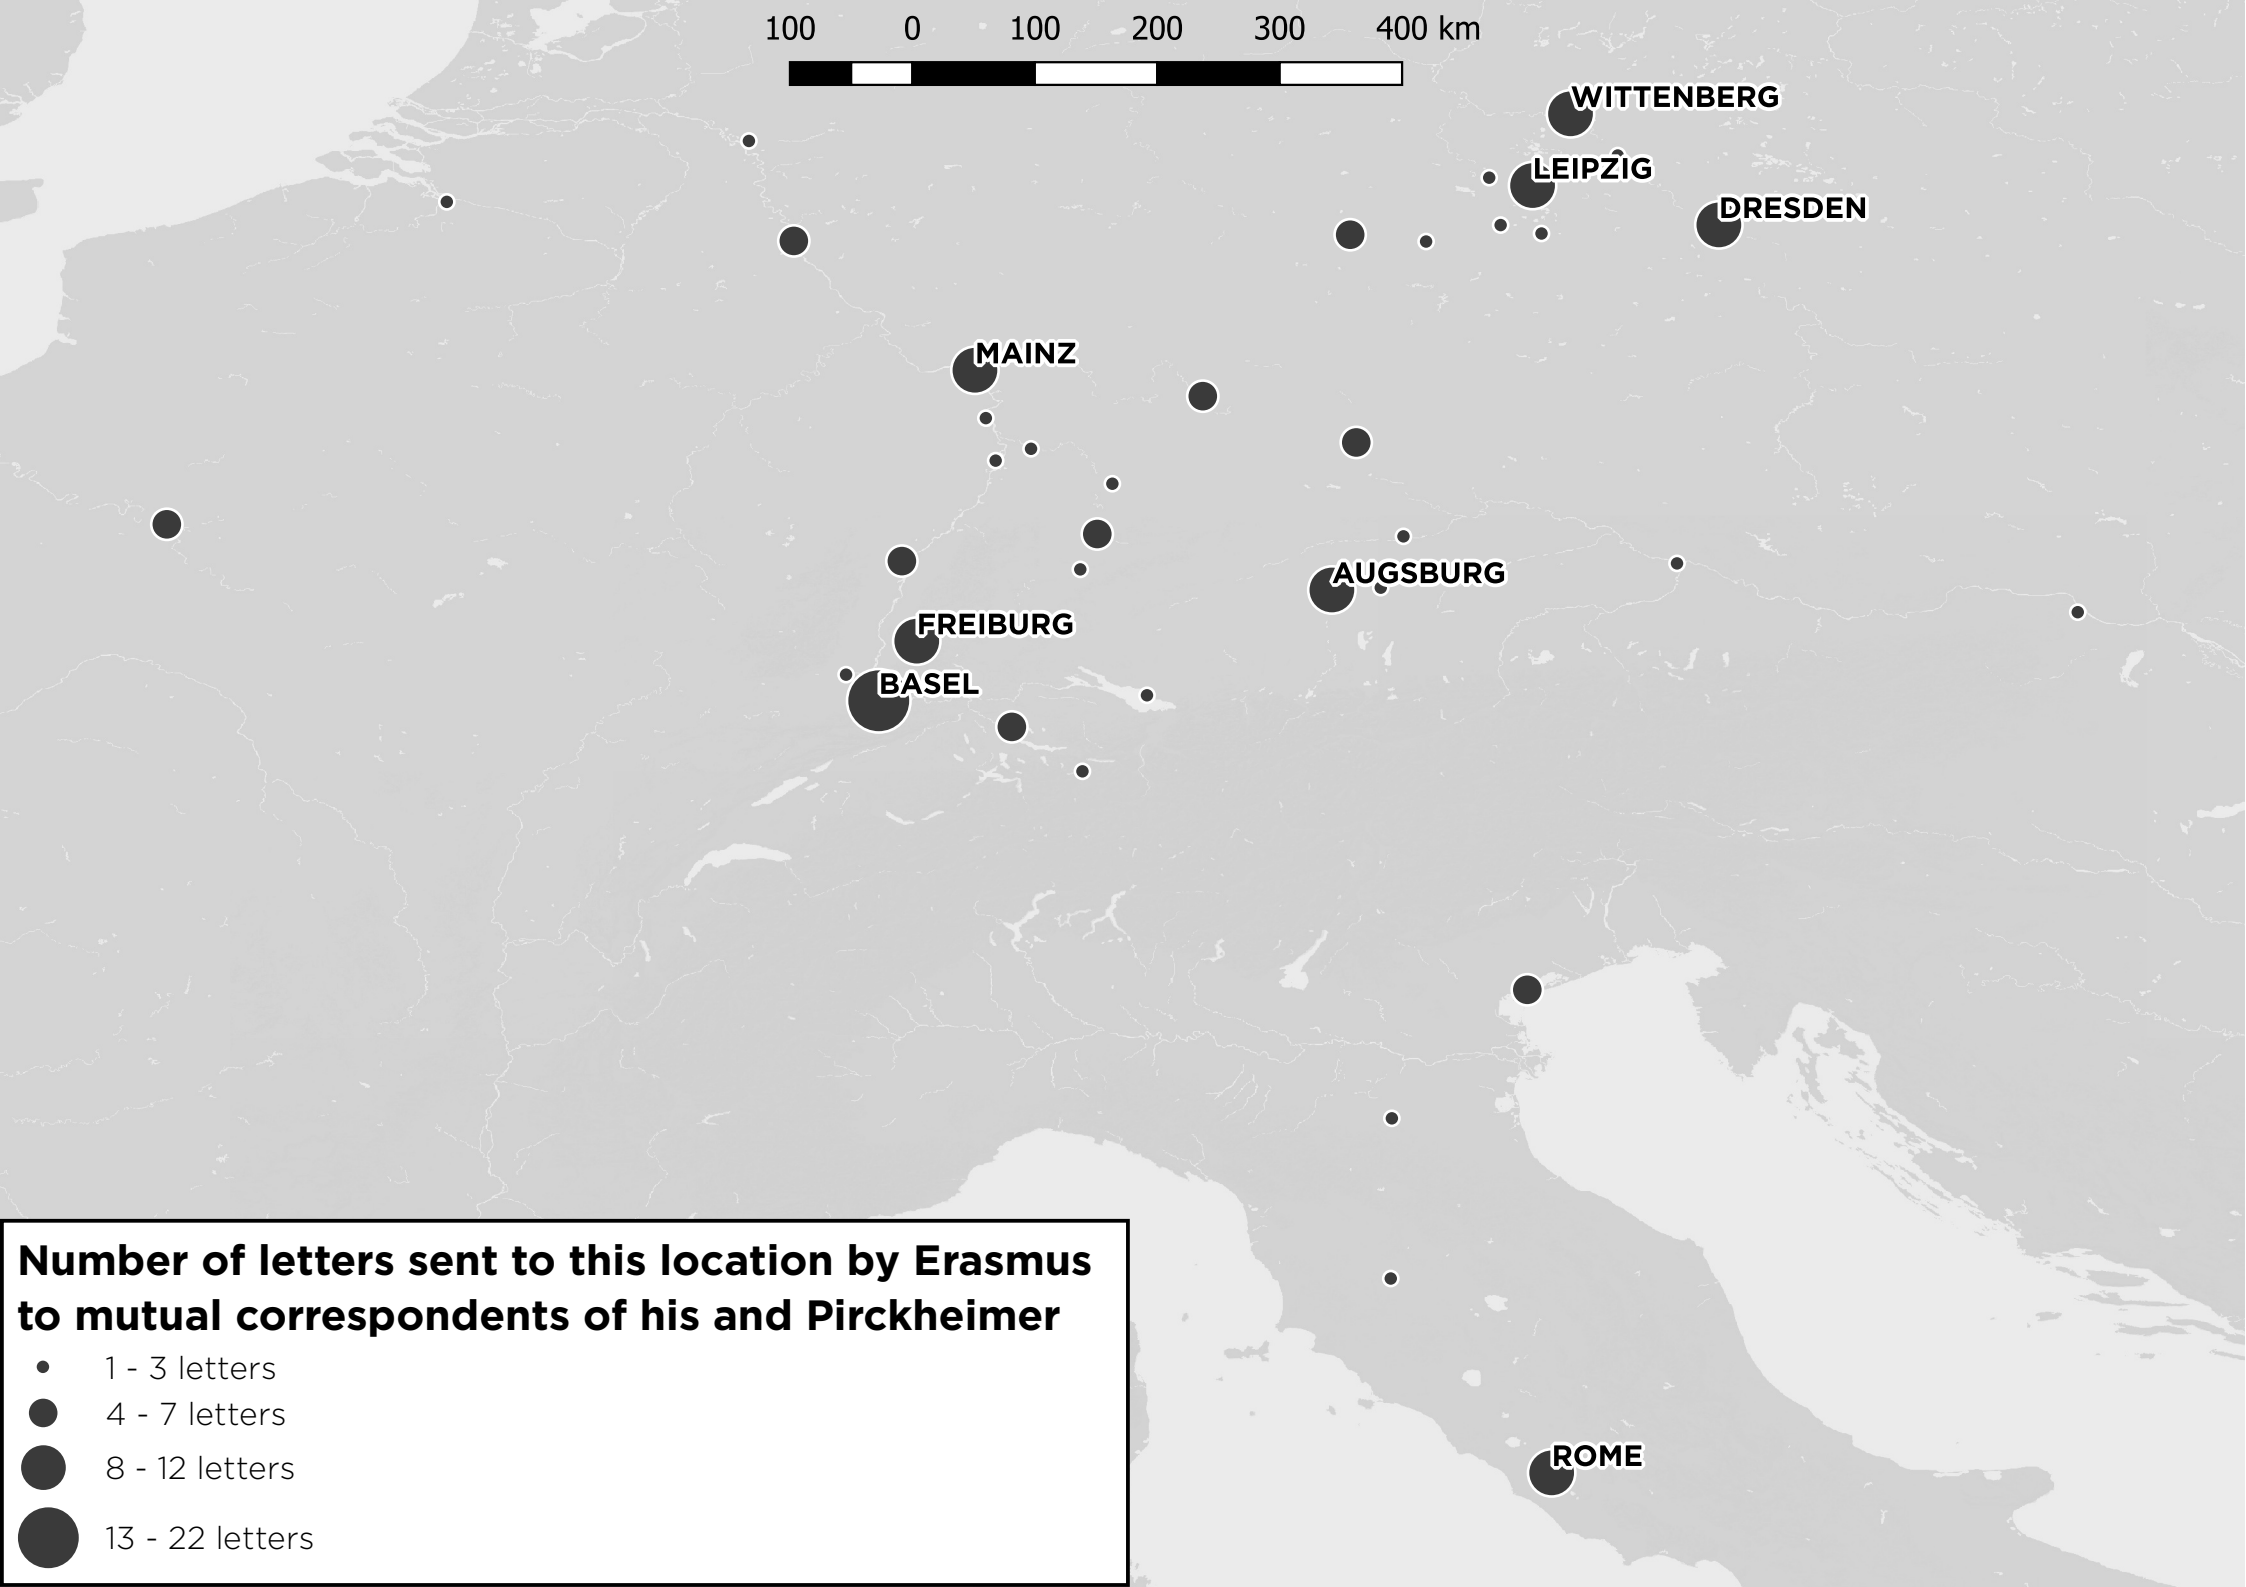 100 0 100 200 300 400 km
WITTENBERG
LEIPZIG
DRESDEN
MAINZ
AUGSBURG
FREIBURG
BASEL
ROME
Number of letters sent to this location by Erasmus
to mutual correspondents of his and Pirckheimer
1 - 3 letters
4 - 7 letters
8 - 12 letters
13 - 22 letters